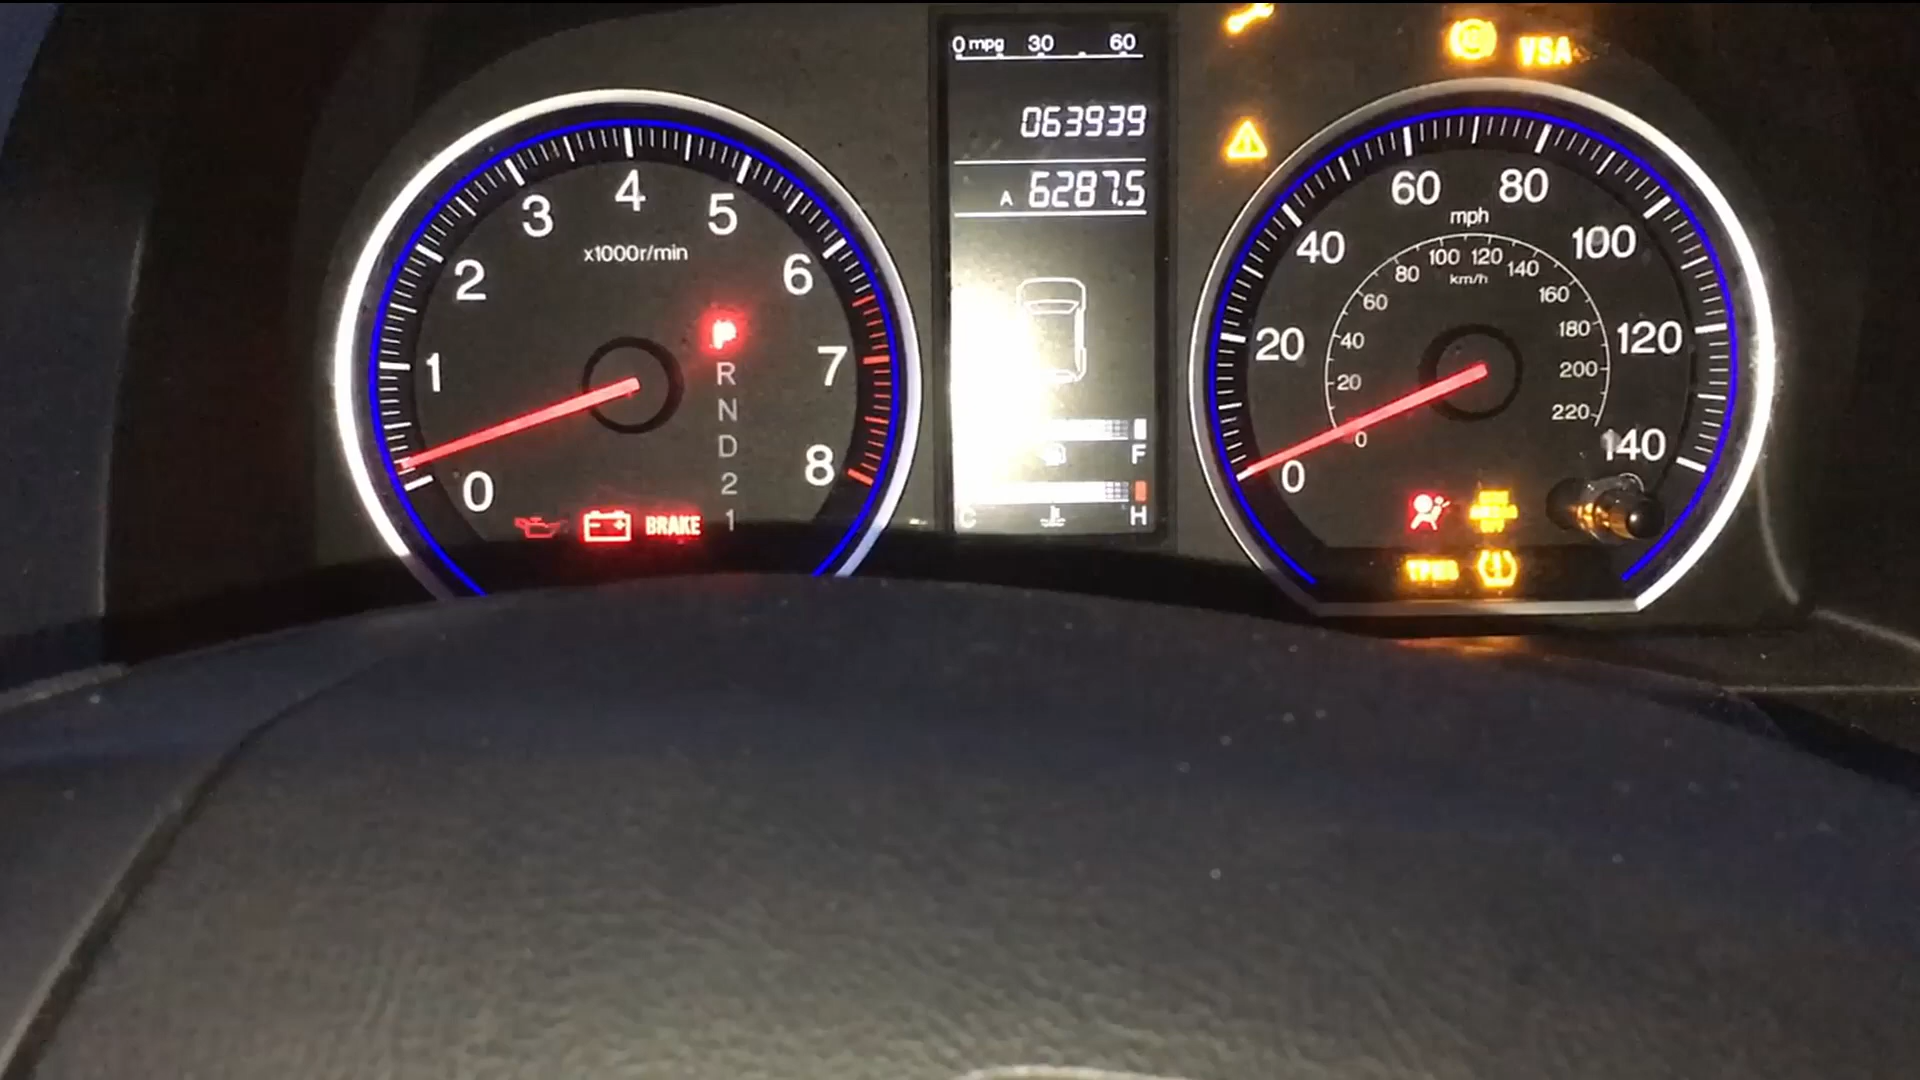 0 mpg 30 60
063939
A 6287.5
F
C H
0 1 2 3 4 5 6 7 8
x1000r/min
P
R
N
D
2
1
BRAKE
VSA
0 20 40 60 80 100 120 140
mph
0 20 40 60 80 100 120 140 160 180 200 220
km/h
TPMS